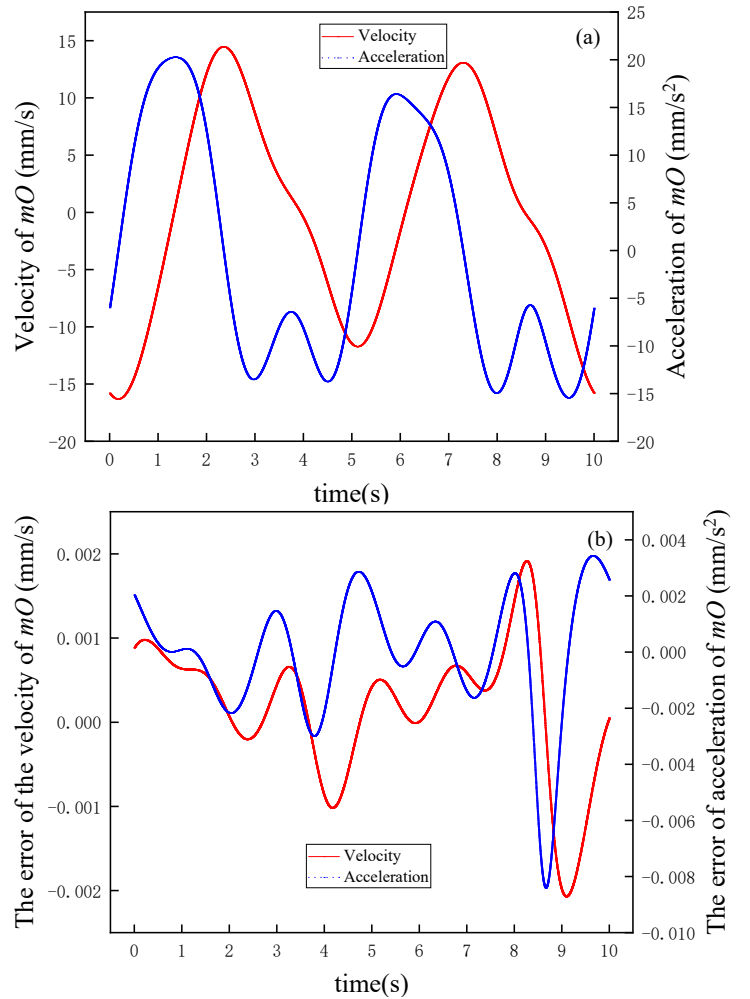 (a)
Velocity
Acceleration
Velocity of mO (mm/s)
15
10
5
0
-5
-10
-15
-20
25
20
15
10
5
0
-5
-10
-15
-20
Acceleration of mO (mm/s²)
0 1 2 3 4 5 6 7 8 9 10
time(s)
(b)
The error of the velocity of mO (mm/s)
0.002
0.001
0.000
-0.001
-0.002
0.004
0.002
0.000
-0.002
-0.004
-0.006
-0.008
-0.010
The error of acceleration of mO (mm/s²)
Velocity
Acceleration
0 1 2 3 4 5 6 7 8 9 10
time(s)